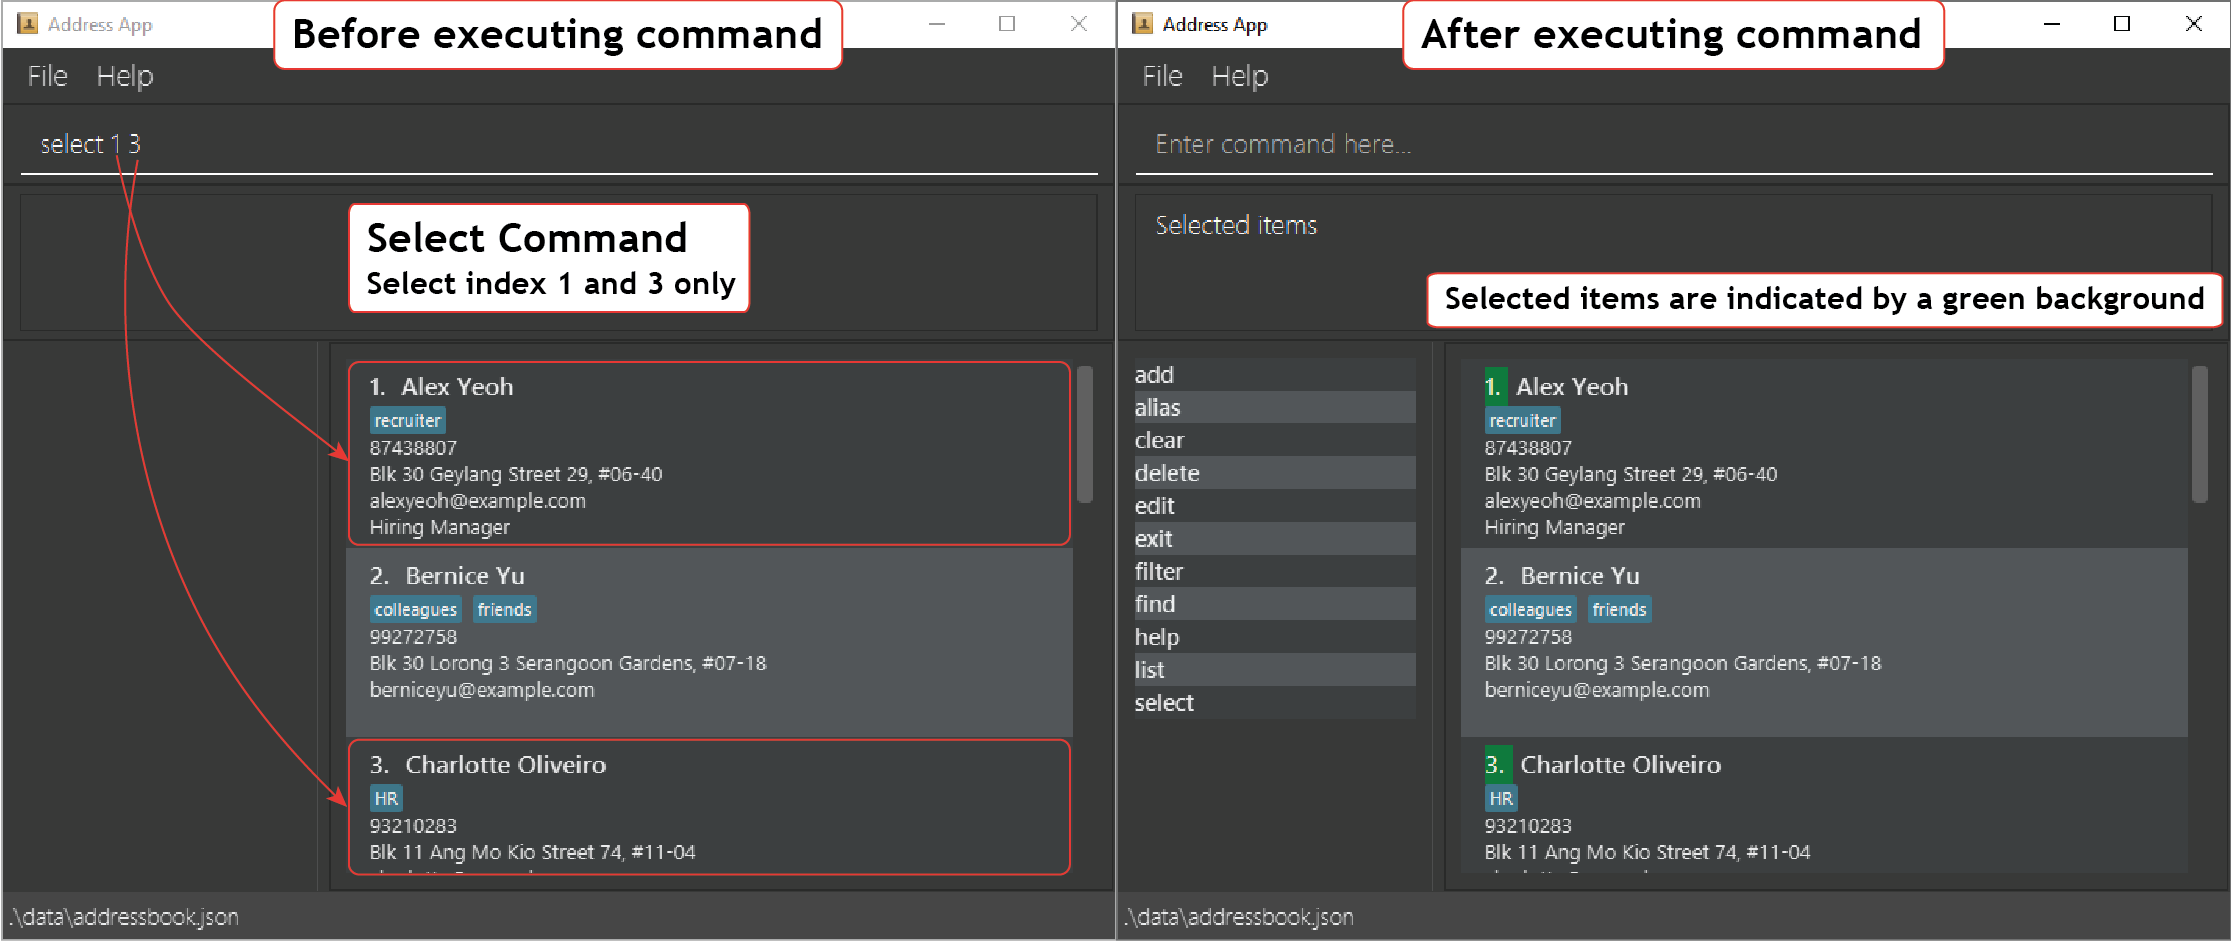 Address App
Before executing command
File Help
select 1 3
Select Command
Select index 1 and 3 only
1. Alex Yeoh
recruiter
87438807
Blk 30 Geylang Street 29, #06-40
alexyeoh@example.com
Hiring Manager
2. Bernice Yu
colleagues friends
99272758
Blk 30 Lorong 3 Serangoon Gardens, #07-18
berniceyu@example.com
3. Charlotte Oliveiro
HR
93210283
Blk 11 Ang Mo Kio Street 74, #11-04
.\data\addressbook.json
Address App
After executing command
File Help
Enter command here...
Selected items
Selected items are indicated by a green background
add
alias
clear
delete
edit
exit
filter
find
help
list
select
1. Alex Yeoh
recruiter
87438807
Blk 30 Geylang Street 29, #06-40
alexyeoh@example.com
Hiring Manager
2. Bernice Yu
colleagues friends
99272758
Blk 30 Lorong 3 Serangoon Gardens, #07-18
berniceyu@example.com
3. Charlotte Oliveiro
HR
93210283
Blk 11 Ang Mo Kio Street 74, #11-04
.\data\addressbook.json